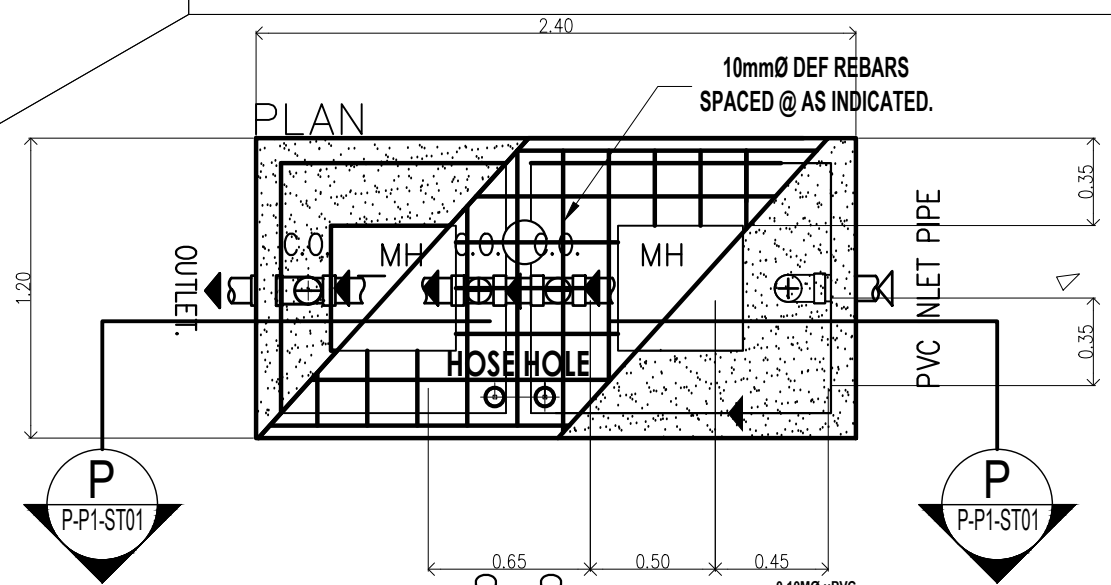 2.40
10mmØ DEF REBARS
SPACED @ AS INDICATED.
PLAN
1.20
0.35
C.O.
MH
C.O.
C.O.
MH
OUTLET.
PVC INLET PIPE
0.35
HOSE HOLE
P
P-P1-ST01
P
P-P1-ST01
0.65
0.50
0.45